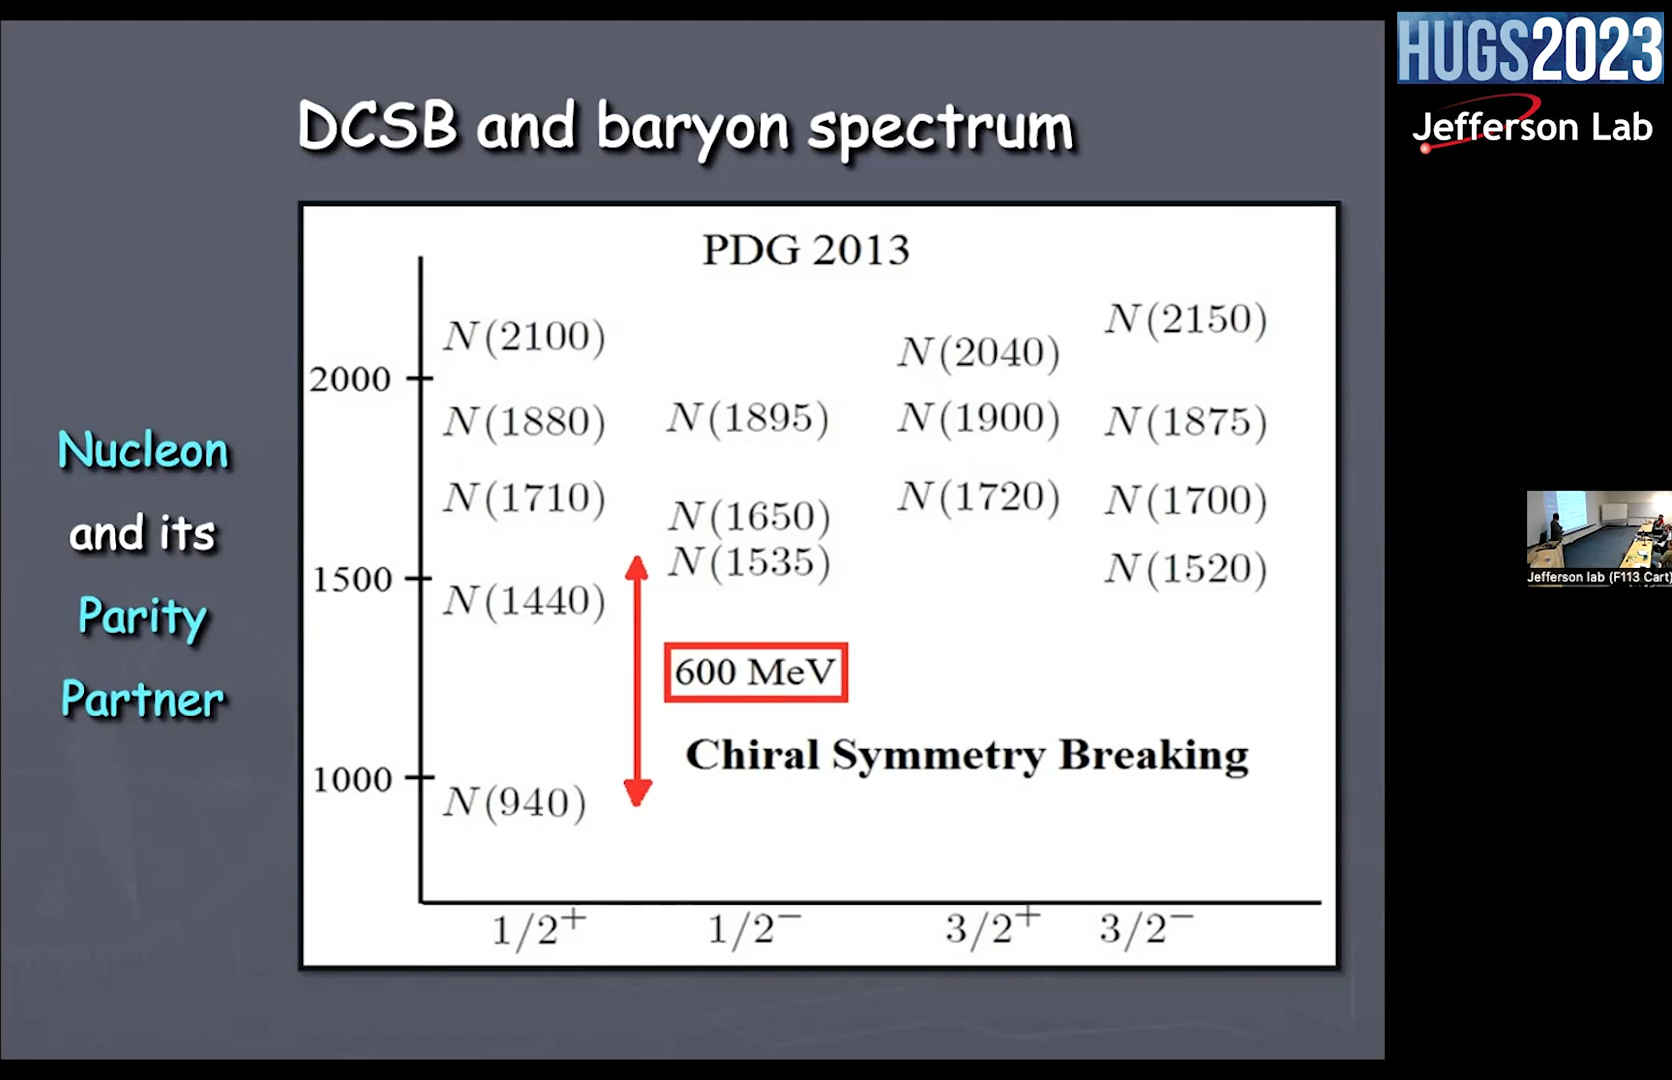 HUGS2023
Jefferson Lab
DCSB and baryon spectrum
PDG 2013
N(2150)
N(2100)
N(2040)
2000
N(1880)
N(1895)
N(1900)
N(1875)
Nucleon
and its
Parity
Partner
N(1710)
N(1650)
N(1720)
N(1700)
N(1535)
N(1520)
1500
N(1440)
600 MeV
Chiral Symmetry Breaking
1000
N(940)
1/2⁺
1/2⁻
3/2⁺
3/2⁻
Jefferson lab (F113 Cart)